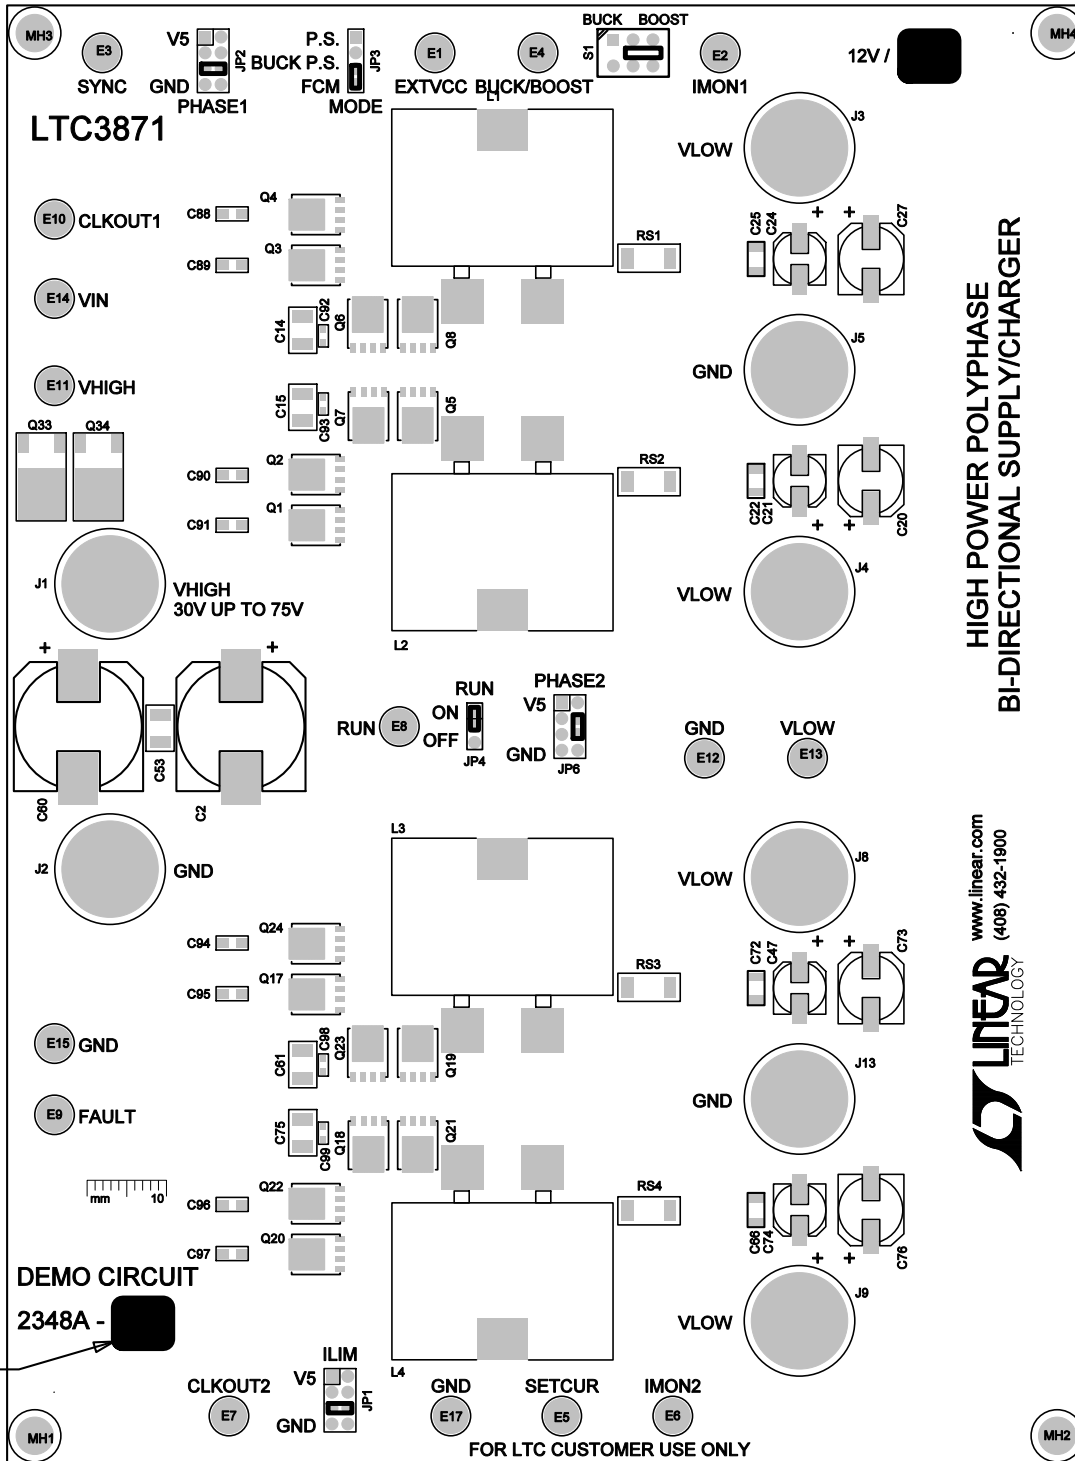 MH3
E3
SYNC
V5
GND
JP2
PHASE1
P.S.
BUCK P.S.
FCM
JP3
MODE
E1
EXTVCC
E4
BUCK/BOOST
BUCK BOOST
S1
E2
IMON1
12V /
MH4
LTC3871
L1
J3
VLOW
E10 CLKOUT1
C88
Q4
C89
Q3
RS1
C25
C24
+ +
C27
E14 VIN
C14
C92
Q6
Q8
J5
GND
HIGH POWER POLYPHASE
BI-DIRECTIONAL SUPPLY/CHARGER
E11 VHIGH
C15
C93
Q7
Q5
Q33
Q34
C90
Q2
C91
Q1
RS2
C22
C21
+ +
C20
J1
VHIGH
30V UP TO 75V
J4
VLOW
L2
+
+
C60
C53
C2
RUN
E8
RUN
ON
OFF
JP4
PHASE2
V5
GND
JP6
GND
E12
VLOW
E13
J2
GND
L3
J8
VLOW
www.linear.com
(408) 432-1900
LINEAR
TECHNOLOGY
C94
Q24
C95
Q17
RS3
C72
C47
+ +
C73
E15 GND
C61
C98
Q23
Q19
J13
GND
E9 FAULT
C75
C99
Q18
Q21
mm 10
C96
Q22
C97
Q20
RS4
C66
C74
+ +
C76
DEMO CIRCUIT
2348A -
J9
VLOW
L4
CLKOUT2
E7
ILIM
V5
GND
JP1
GND
E17
SETCUR
E5
IMON2
E6
MH1
MH2
FOR LTC CUSTOMER USE ONLY